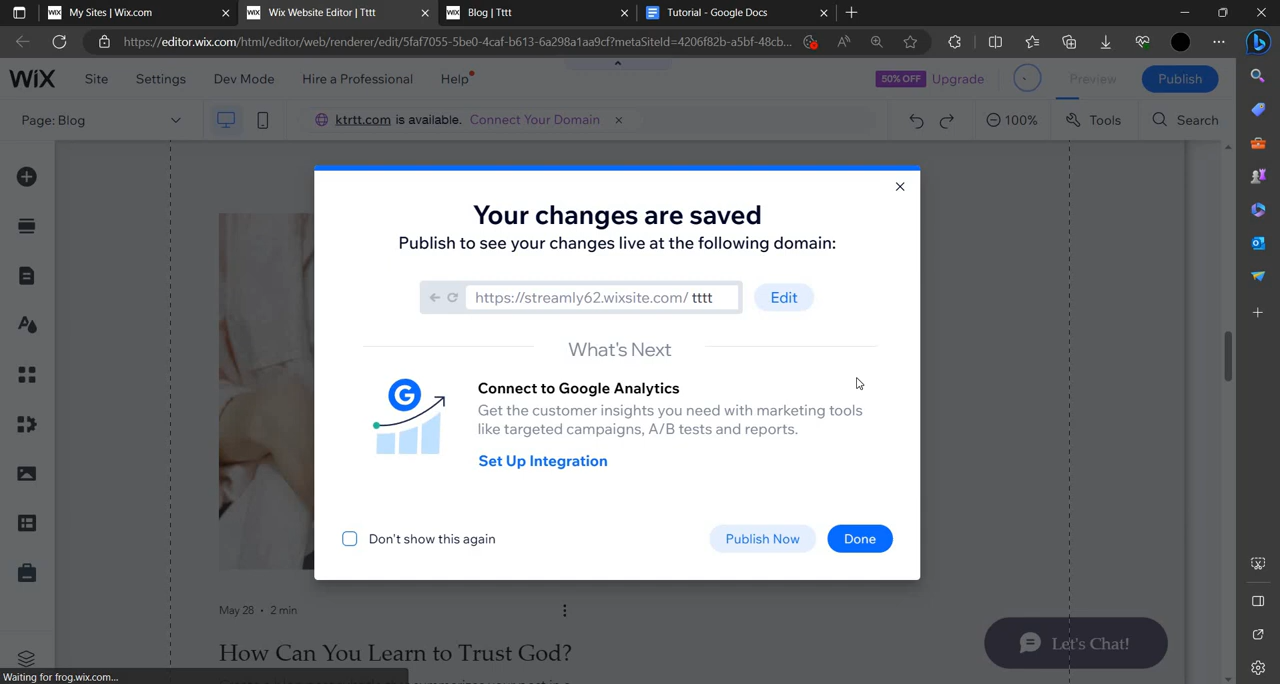 My Sites | Wix.com
Wix Website Editor | Tttt
Blog | Tttt
Tutorial - Google Docs
https://editor.wix.com/html/editor/web/renderer/edit/5faf7055-5be0-4caf-b613-6a298a1aa9cf?metaSiteId=4206f82b-a5bf-48cb...
WiX
Site
Settings
Dev Mode
Hire a Professional
Help
50% OFF
Upgrade
Preview
Publish
Page: Blog
ktrtt.com is available. Connect Your Domain
100%
Tools
Search
Your changes are saved
Publish to see your changes live at the following domain:
https://streamly62.wixsite.com/ tttt
Edit
What's Next
Connect to Google Analytics
Get the customer insights you need with marketing tools
like targeted campaigns, A/B tests and reports.
Set Up Integration
Don't show this again
Publish Now
Done
May 28 · 2 min
How Can You Learn to Trust God?
Let's Chat!
Waiting for frog.wix.com...